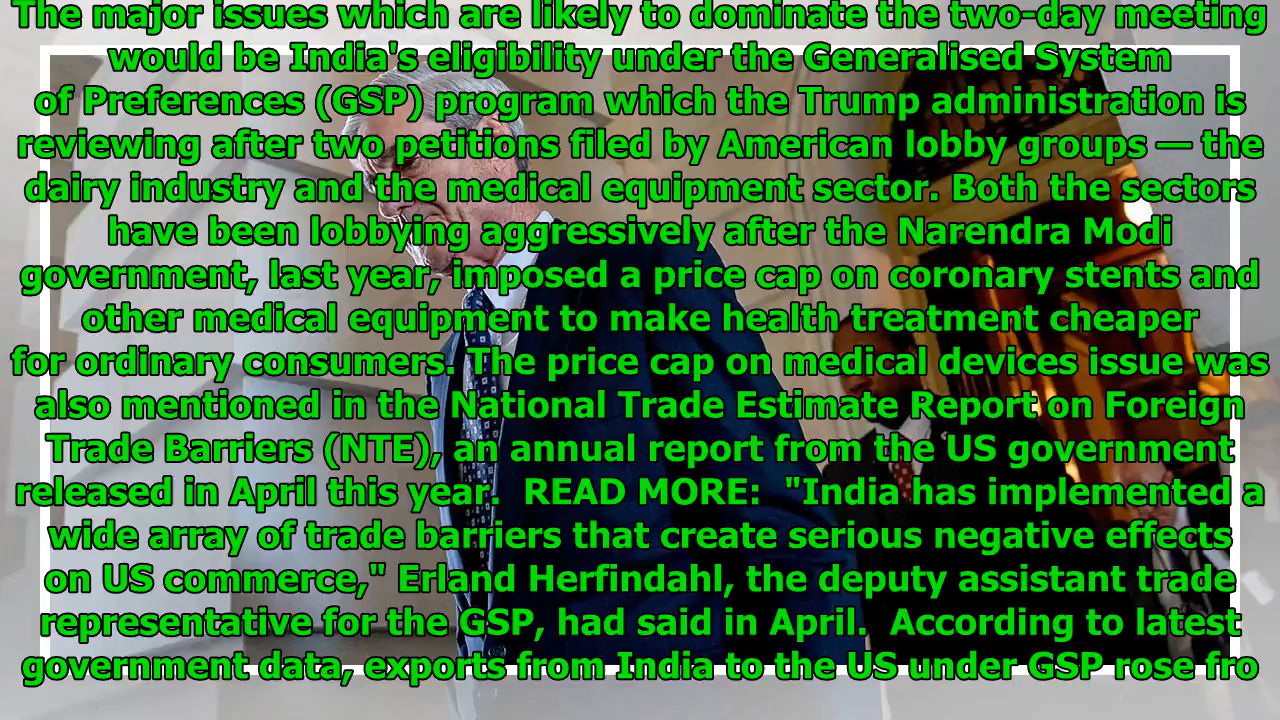 The major issues which are likely to dominate the two-day meeting
would be India's eligibility under the Generalised System
of Preferences (GSP) program which the Trump administration is
reviewing after two petitions filed by American lobby groups — the
dairy industry and the medical equipment sector. Both the sectors
have been lobbying aggressively after the Narendra Modi
government, last year, imposed a price cap on coronary stents and
other medical equipment to make health treatment cheaper
for ordinary consumers. The price cap on medical devices issue was
also mentioned in the National Trade Estimate Report on Foreign
Trade Barriers (NTE), an annual report from the US government
released in April this year.  READ MORE:  "India has implemented a
wide array of trade barriers that create serious negative effects
on US commerce," Erland Herfindahl, the deputy assistant trade
representative for the GSP, had said in April.  According to latest
government data, exports from India to the US under GSP rose fro